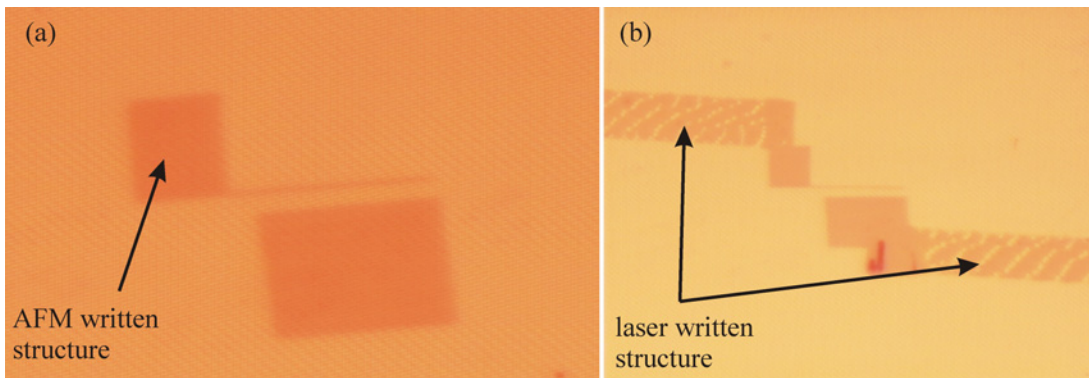 (a)
AFM written
structure
(b)
laser written
structure